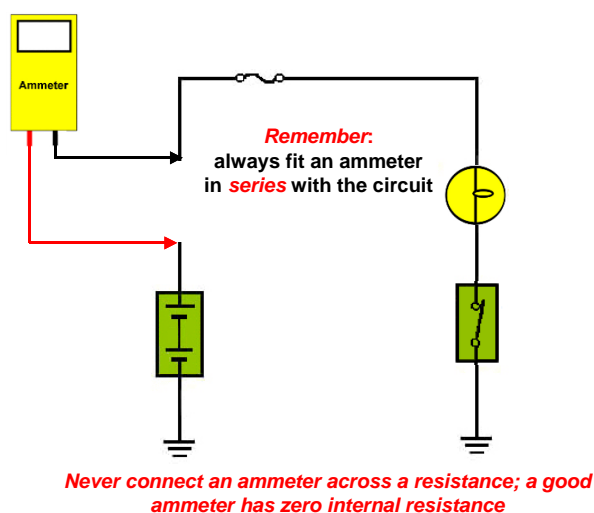 Ammeter
Remember:
always fit an ammeter
in series with the circuit
Never connect an ammeter across a resistance; a good
ammeter has zero internal resistance